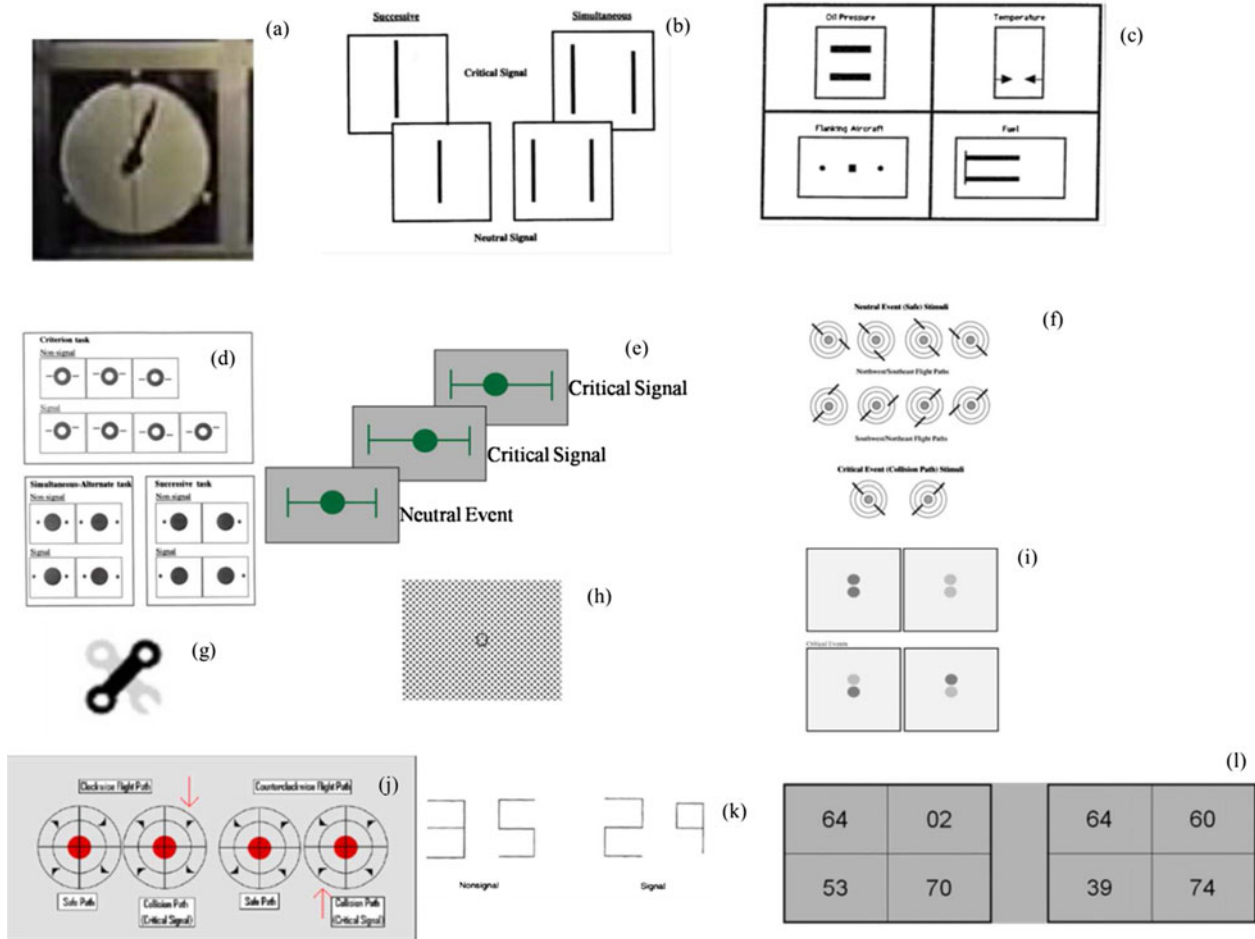 (a)
Successive
Simultaneous
(b)
Critical Signal
Neutral Signal
Oil Pressure
Temperature
(c)
Flanking Aircraft
Fuel
Criterion task
(d)
Non-signal
Signal
Simultaneous-Alternate task
Non-signal
Signal
Successive task
Non-signal
Signal
(e)
Critical Signal
Critical Signal
Neutral Event
Neutral Event (Safe) Stimuli
(f)
Northwest/Southeast Flight Paths
Southwest/Northeast Flight Paths
Critical Event (Collision Path) Stimuli
(g)
(h)
(i)
Critical Events
Clockwise Flight Path
Counterclockwise Flight Path
(j)
Safe Path
Collision Path
(Critical Signal)
Safe Path
Collision Path
(Critical Signal)
35
29
(k)
Nonsignal
Signal
(l)
64 02
53 70
64 60
39 74